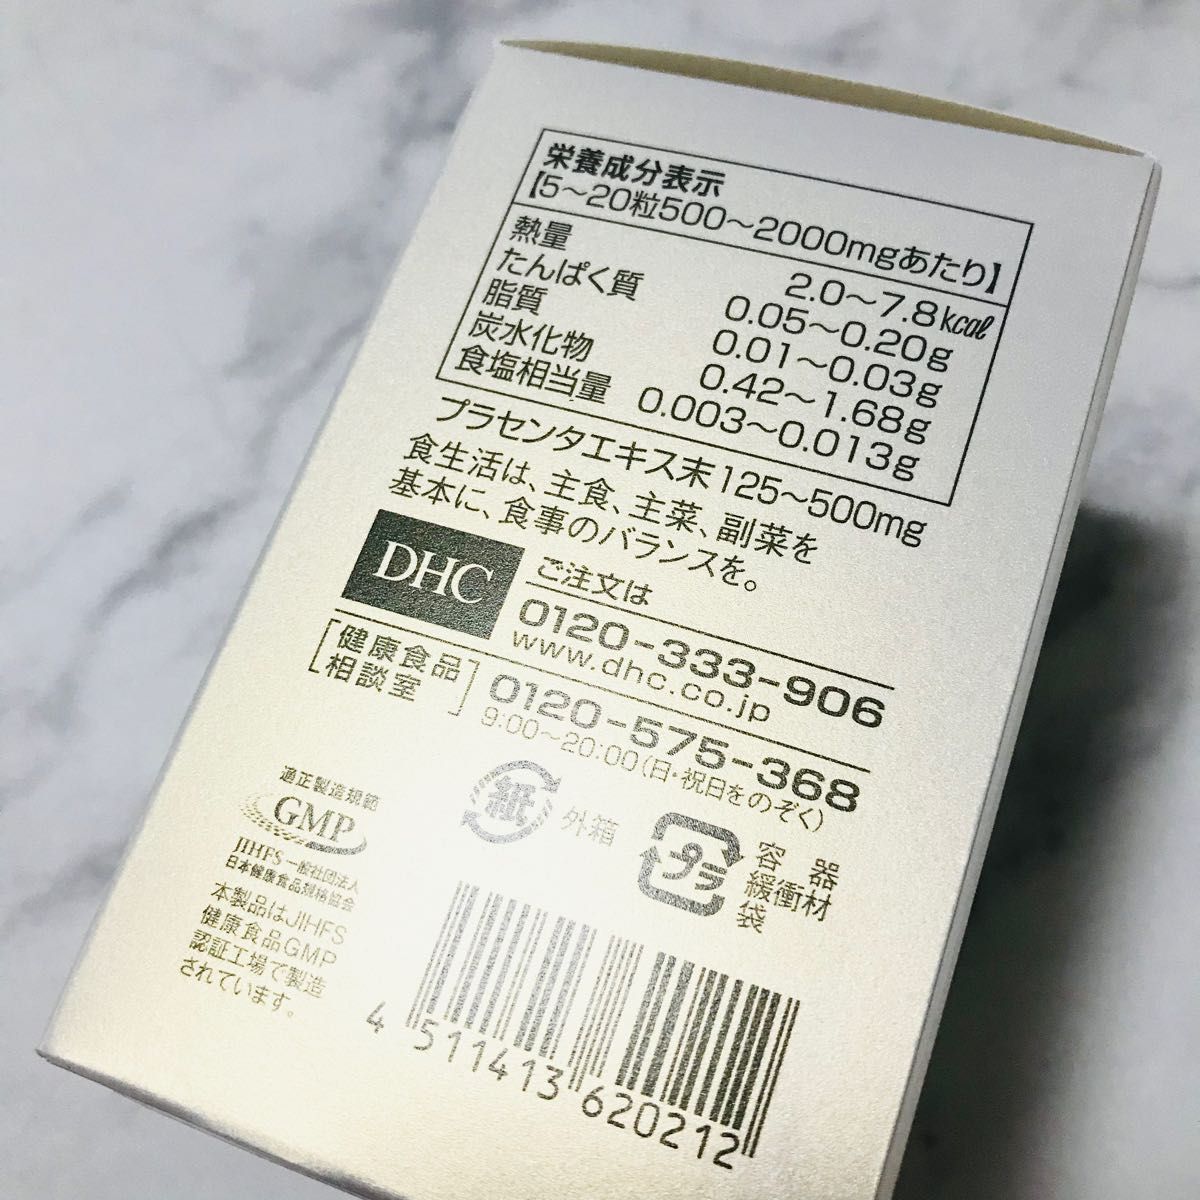 栄養成分表示
【5〜20粒500〜2000mgあたり】
熱量 2.0〜7.8kcal
たんぱく質 0.05〜0.20g
脂質 0.01〜0.03g
炭水化物 0.42〜1.68g
食塩相当量 0.003〜0.013g
プラセンタエキス末 125〜500mg
食生活は、主食、主菜、副菜を
基本に、食事のバランスを。
DHC
ご注文は
0120-333-906
www.dhc.co.jp
[健康食品
相談室]
0120-575-368
9:00〜20:00(日・祝日をのぞく)
紙 外箱
プラ
容器
緩衝材
袋
適正製造規範
GMP
JIHFS 一般社団法人
日本健康食品規格協会
本製品はJIHFS
健康食品GMP
認証工場で製造
されています。
4 511413 620212